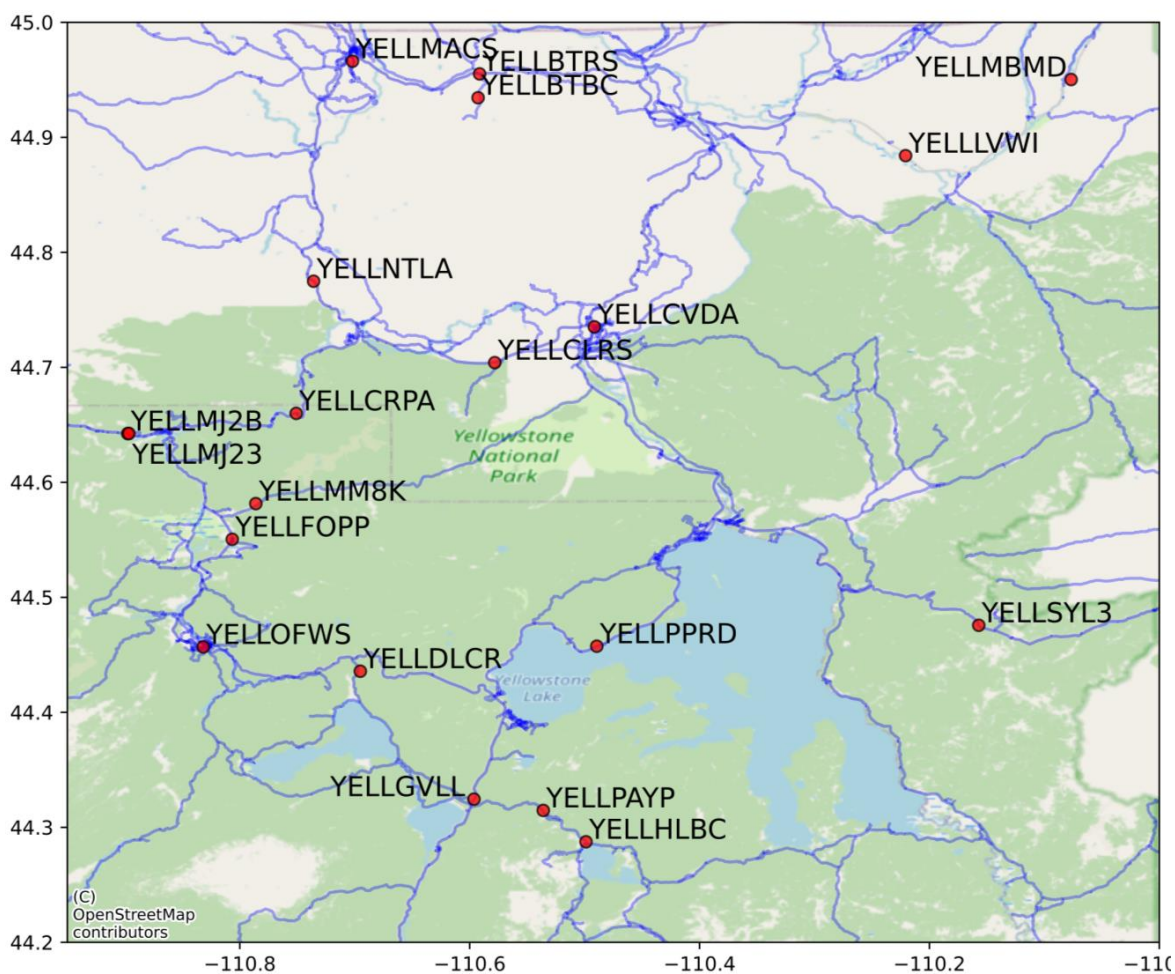 45.0
44.9
44.8
44.7
44.6
44.5
44.4
44.3
44.2
YELLMACS
YELLBTRS
YELLBTBC
YELLMBMD
YELLLVWI
YELLNTLA
YELLCVDA
YELLCLRS
YELLCRPA
YELLMJ2B
YELLMJ23
Yellowstone
National
Park
YELLMM8K
YELLFOPP
YELLSYL3
YELLOFWS
YELLPPRD
YELLDLCR
Yellowstone
Lake
YELLGVLL
YELLPAYP
YELLHLBC
(C)
OpenStreetMap
contributors
−110.8
−110.6
−110.4
−110.2
−110